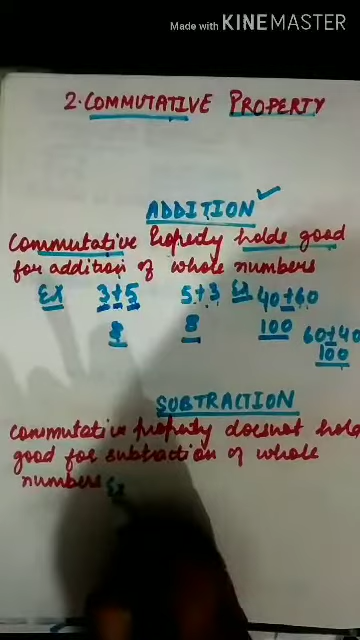 Made with KINEMASTER
2. COMMUTATIVE PROPERTY
ADDITION ✓
Commutative Property holds good
for addition of whole numbers
Ex 3+5 5+3 Ex 40+60
8 8 100 60+40
100
SUBTRACTION
Commutative property doesnot hold
good for subtraction of whole
numbers Ex